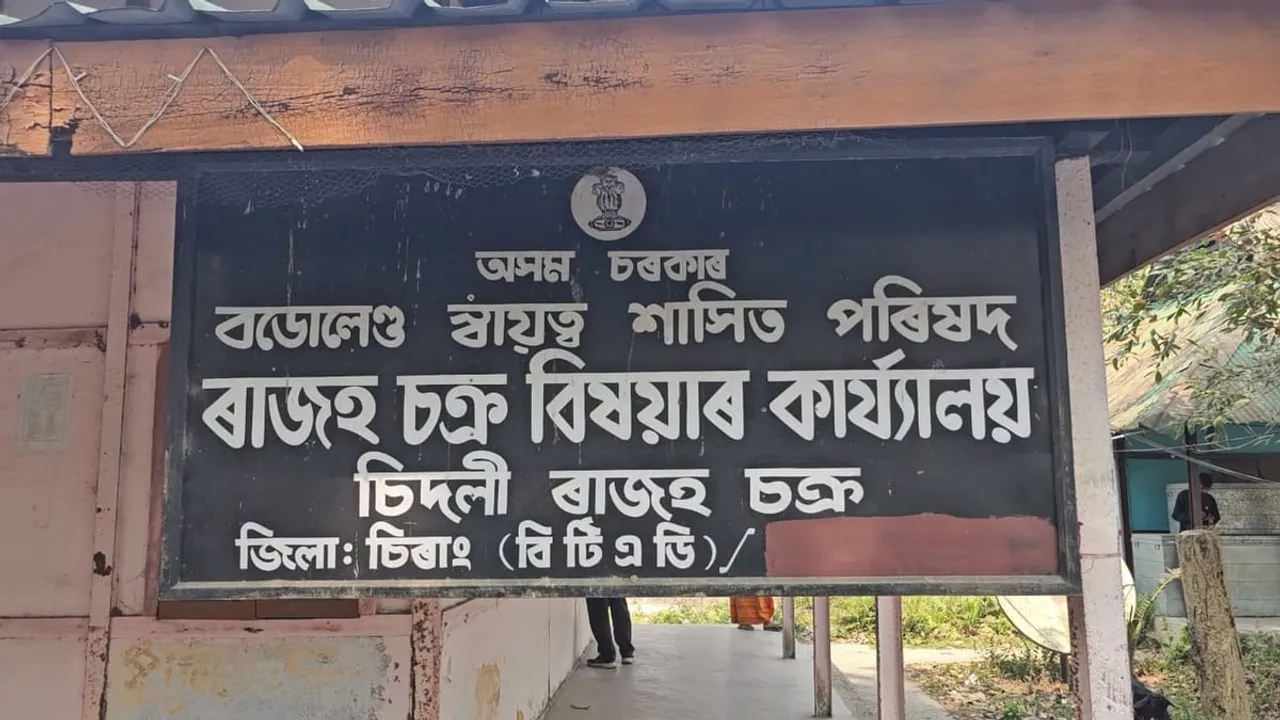 অসম চৰকাৰ
বডোলেণ্ড স্বাংয়ত্ব শাসিত পৰিষদ
ৰাজহ চক্ৰ বিষয়াৰ কাৰ্য্যালয়
চিদলী ৰাজহ চক্ৰ
জিলা: চিৰাং (বি টি এ ডি)/